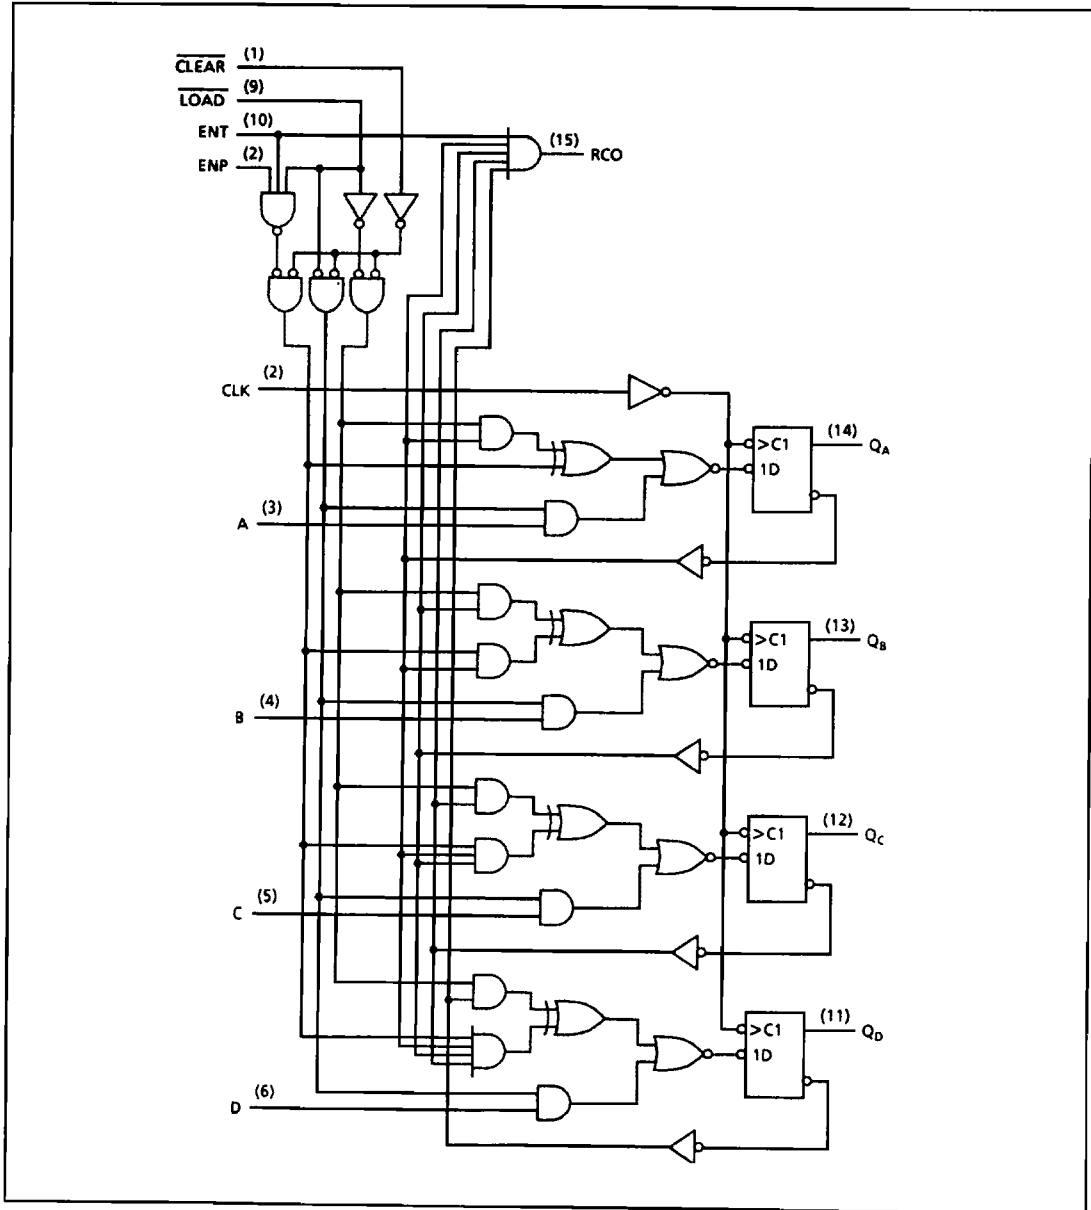 CLEAR (1)
LOAD (9)
ENT (10)
(15) RCO
ENP (2)
CLK (2)
>C1 (14) QA
1D
A (3)
>C1 (13) QB
1D
B (4)
>C1 (12) QC
1D
C (5)
>C1 (11) QD
1D
D (6)